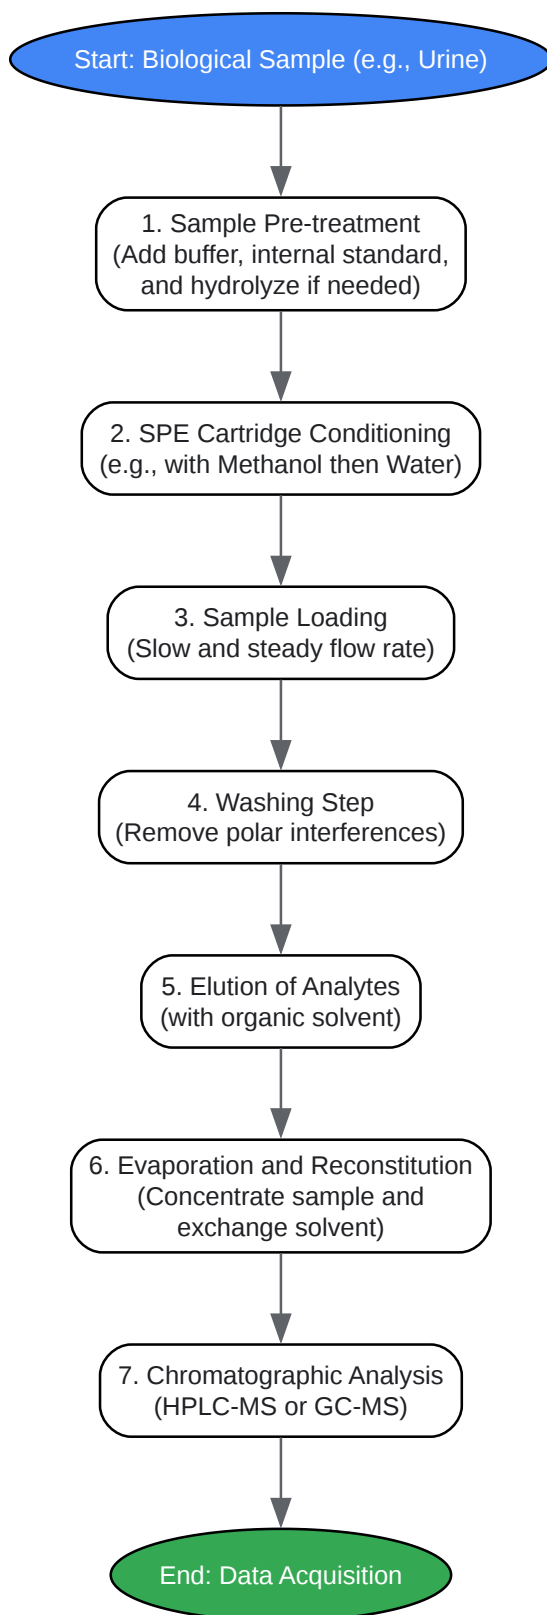 Start: Biological Sample (e.g., Urine)
1. Sample Pre-treatment
(Add buffer, internal standard,
and hydrolyze if needed)
2. SPE Cartridge Conditioning
(e.g., with Methanol then Water)
3. Sample Loading
(Slow and steady flow rate)
4. Washing Step
(Remove polar interferences)
5. Elution of Analytes
(with organic solvent)
6. Evaporation and Reconstitution
(Concentrate sample and
exchange solvent)
7. Chromatographic Analysis
(HPLC-MS or GC-MS)
End: Data Acquisition